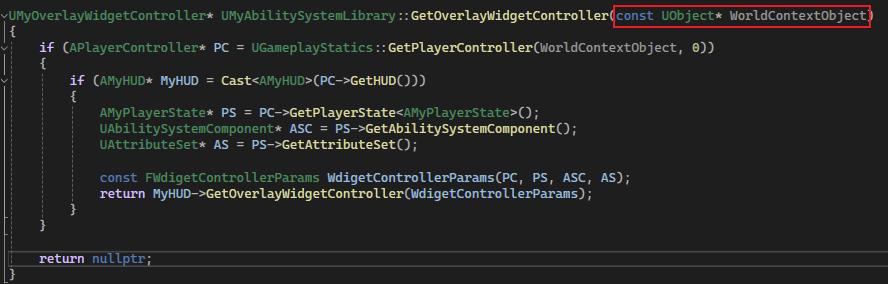 UMyOverlayWidgetController* UMyAbilitySystemLibrary::GetOverlayWidgetController(const UObject* WorldContextObject)
{
if (APlayerController* PC = UGameplayStatics::GetPlayerController(WorldContextObject, 0))
{
if (AMyHUD* MyHUD = Cast<AMyHUD>(PC->GetHUD()))
{
AMyPlayerState* PS = PC->GetPlayerState<AMyPlayerState>();
UAbilitySystemComponent* ASC = PS->GetAbilitySystemComponent();
UAttributeSet* AS = PS->GetAttributeSet();
const FWdigetControllerParams WdigetControllerParams(PC, PS, ASC, AS);
return MyHUD->GetOverlayWidgetController(WdigetControllerParams);
}
}
return nullptr;
}